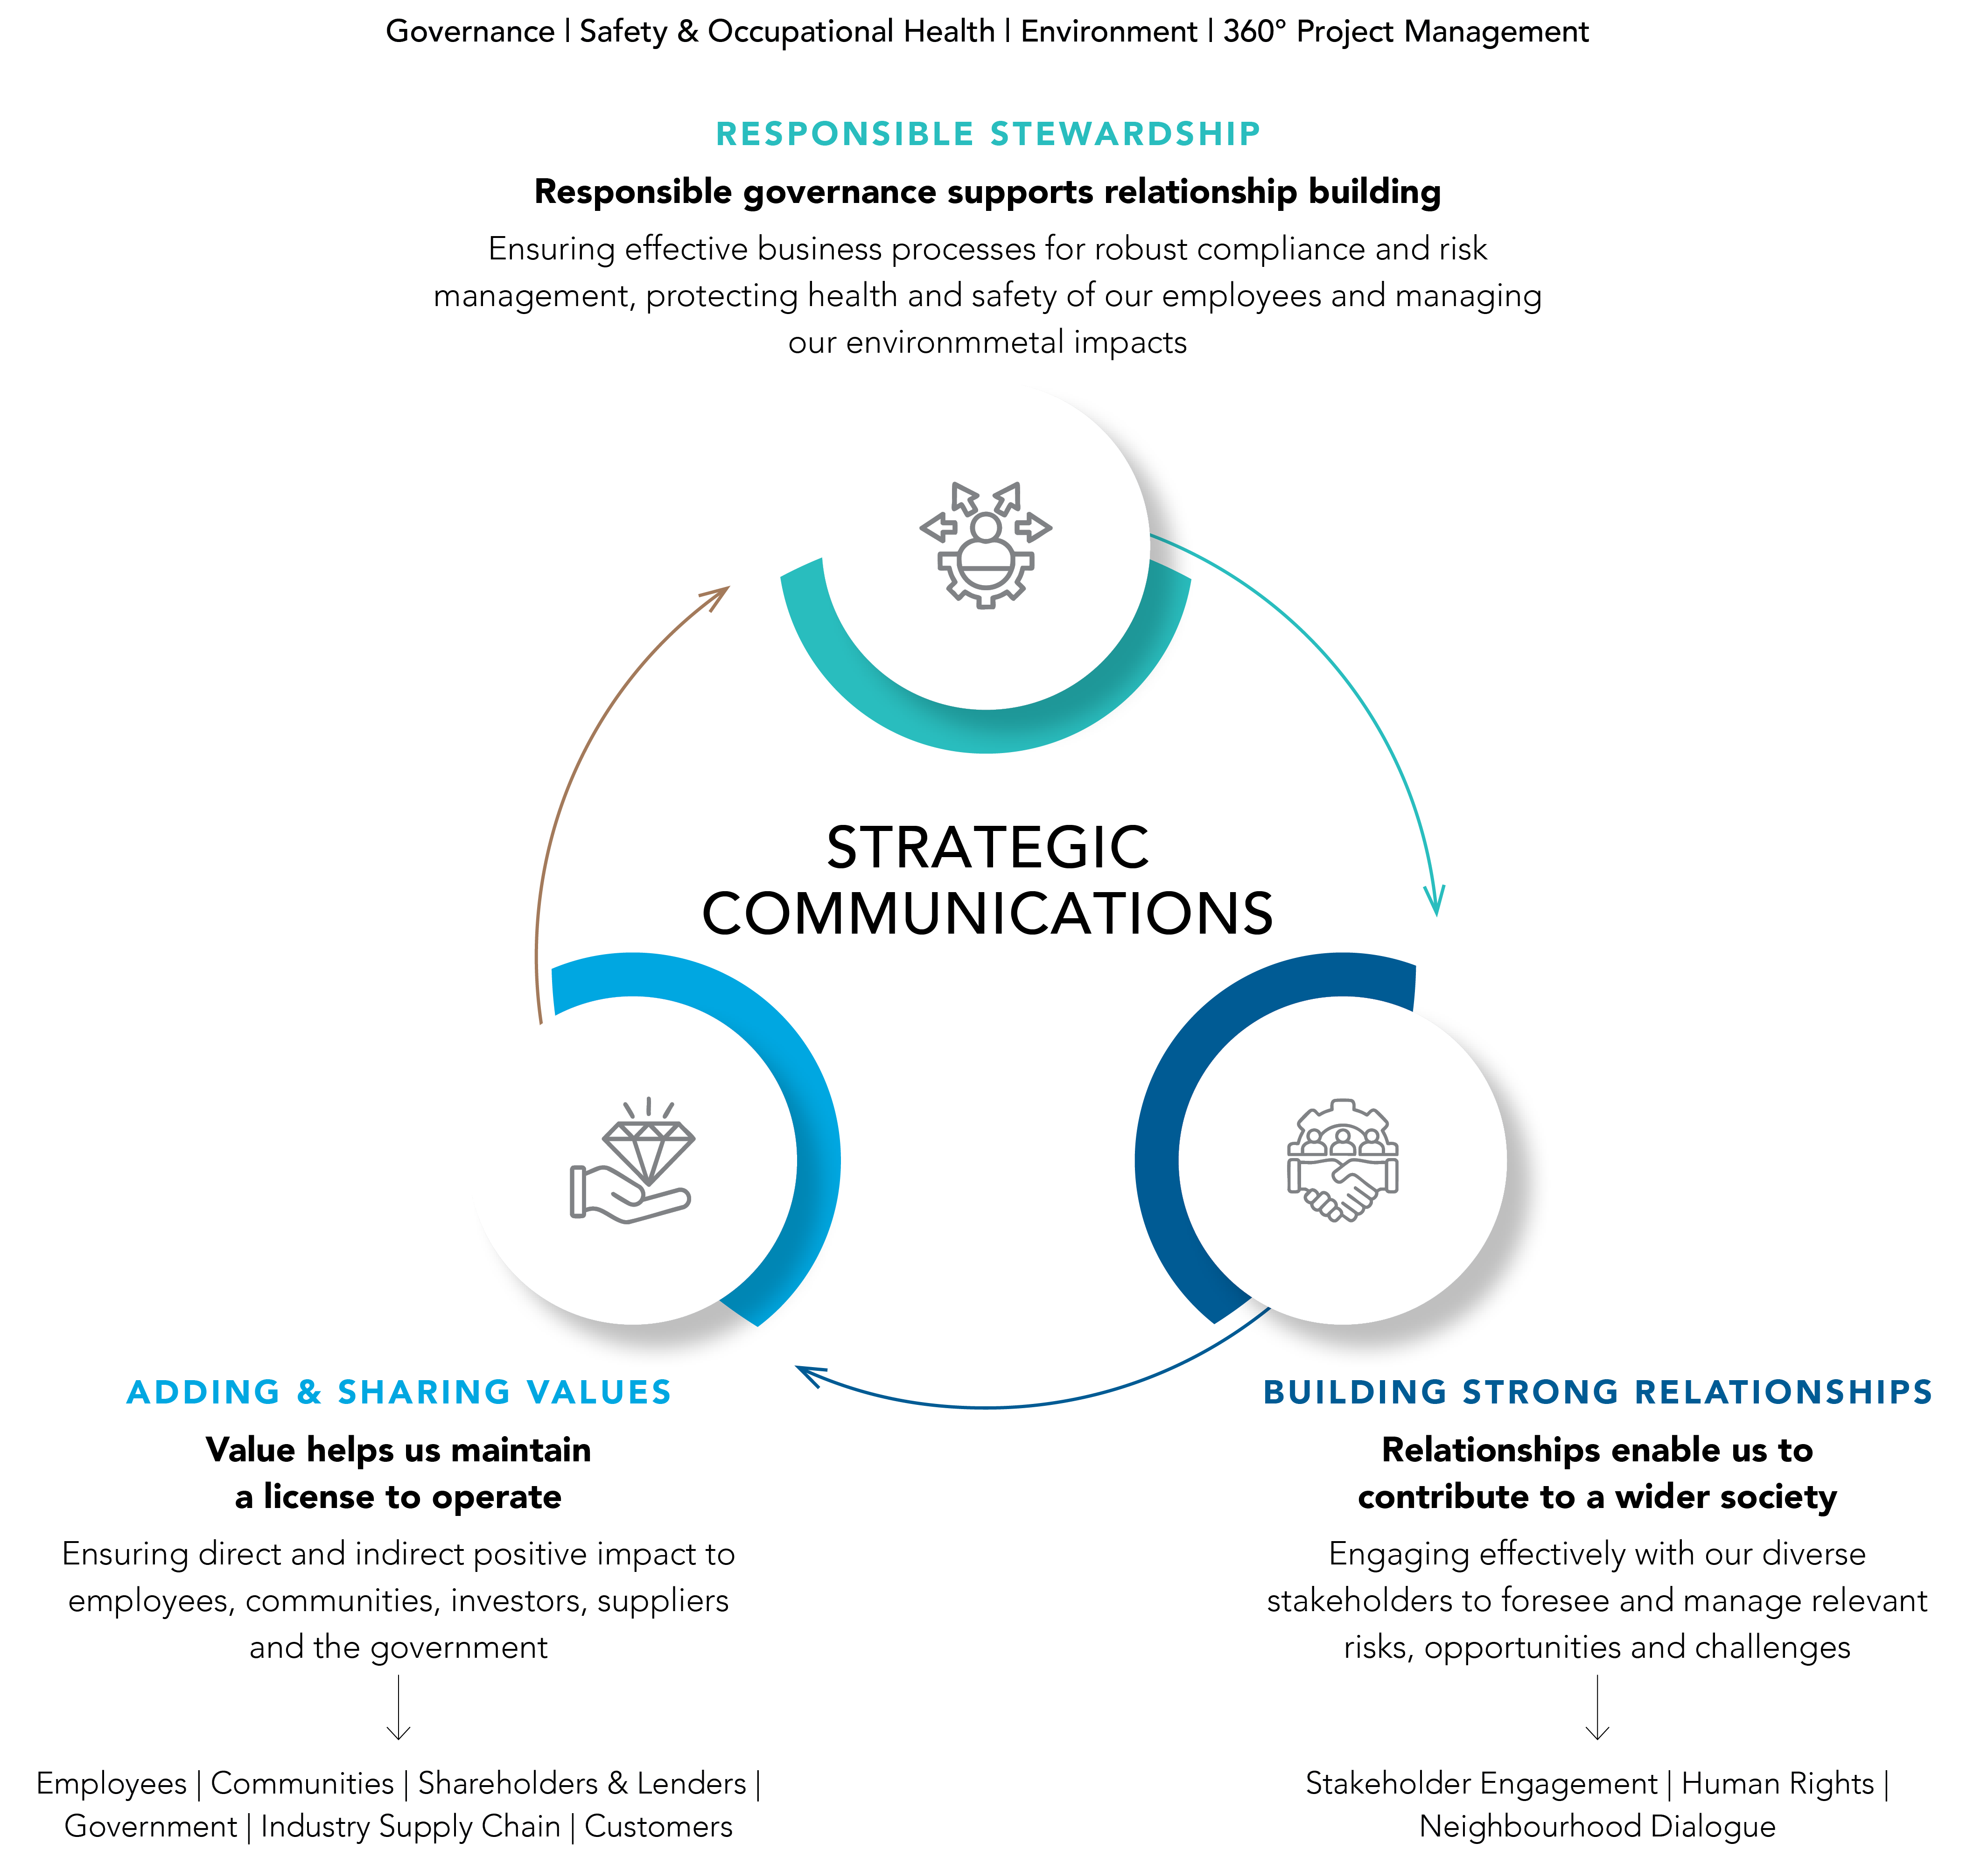 Governance | Safety & Occupational Health | Environment | 360° Project Management
RESPONSIBLE STEWARDSHIP
Responsible governance supports relationship building
Ensuring effective business processes for robust compliance and risk
management, protecting health and safety of our employees and managing
our environmmetal impacts
STRATEGIC
COMMUNICATIONS
ADDING & SHARING VALUES
Value helps us maintain
a license to operate
Ensuring direct and indirect positive impact to
employees, communities, investors, suppliers
and the government
Employees | Communities | Shareholders & Lenders |
Government | Industry Supply Chain | Customers
BUILDING STRONG RELATIONSHIPS
Relationships enable us to
contribute to a wider society
Engaging effectively with our diverse
stakeholders to foresee and manage relevant
risks, opportunities and challenges
Stakeholder Engagement | Human Rights |
Neighbourhood Dialogue